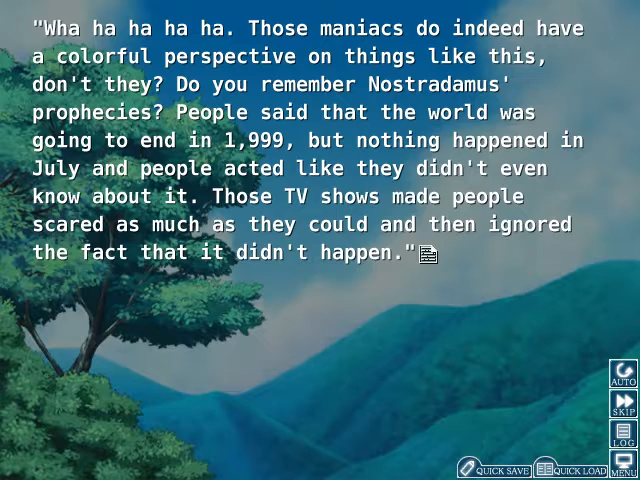 "Wha ha ha ha ha. Those maniacs do indeed have
a colorful perspective on things like this,
don't they? Do you remember Nostradamus'
prophecies? People said that the world was
going to end in 1,999, but nothing happened in
July and people acted like they didn't even
know about it. Those TV shows made people
scared as much as they could and then ignored
the fact that it didn't happen."
AUTO
SKIP
LOG
MENU
QUICK SAVE
QUICK LOAD